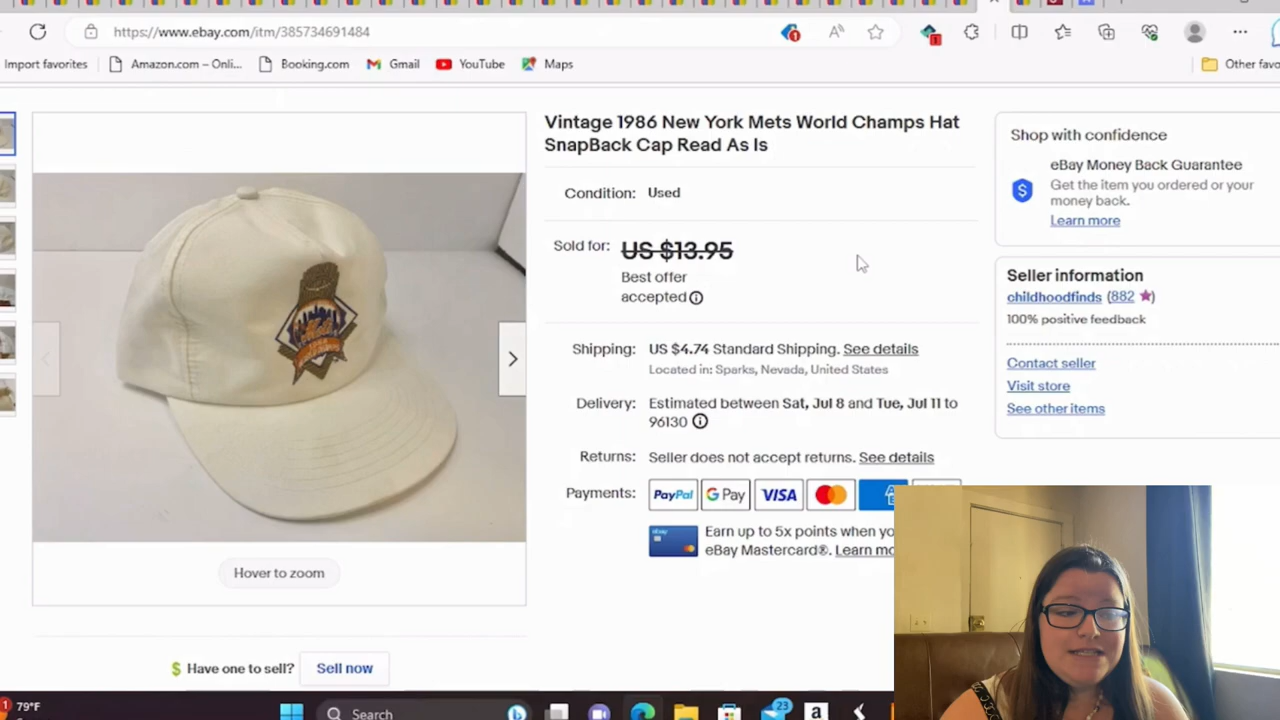 https://www.ebay.com/itm/385734691484
1
1
Import favorites
Amazon.com – Onli...
Booking.com
Gmail
YouTube
Maps
Other favo
Vintage 1986 New York Mets World Champs Hat
SnapBack Cap Read As Is
Condition: Used
Sold for: US $13.95
Best offer
accepted
Shipping: US $4.74 Standard Shipping. See details
Located in: Sparks, Nevada, United States
Delivery: Estimated between Sat, Jul 8 and Tue, Jul 11 to
96130
Returns: Seller does not accept returns. See details
Payments: PayPal G Pay VISA
Earn up to 5x points when yo
eBay Mastercard®. Learn mo
Shop with confidence
eBay Money Back Guarantee
Get the item you ordered or your
money back.
Learn more
Seller information
childhoodfinds (882)
100% positive feedback
Contact seller
Visit store
See other items
Mets
Hover to zoom
Have one to sell? Sell now
1
79°F
Search
23